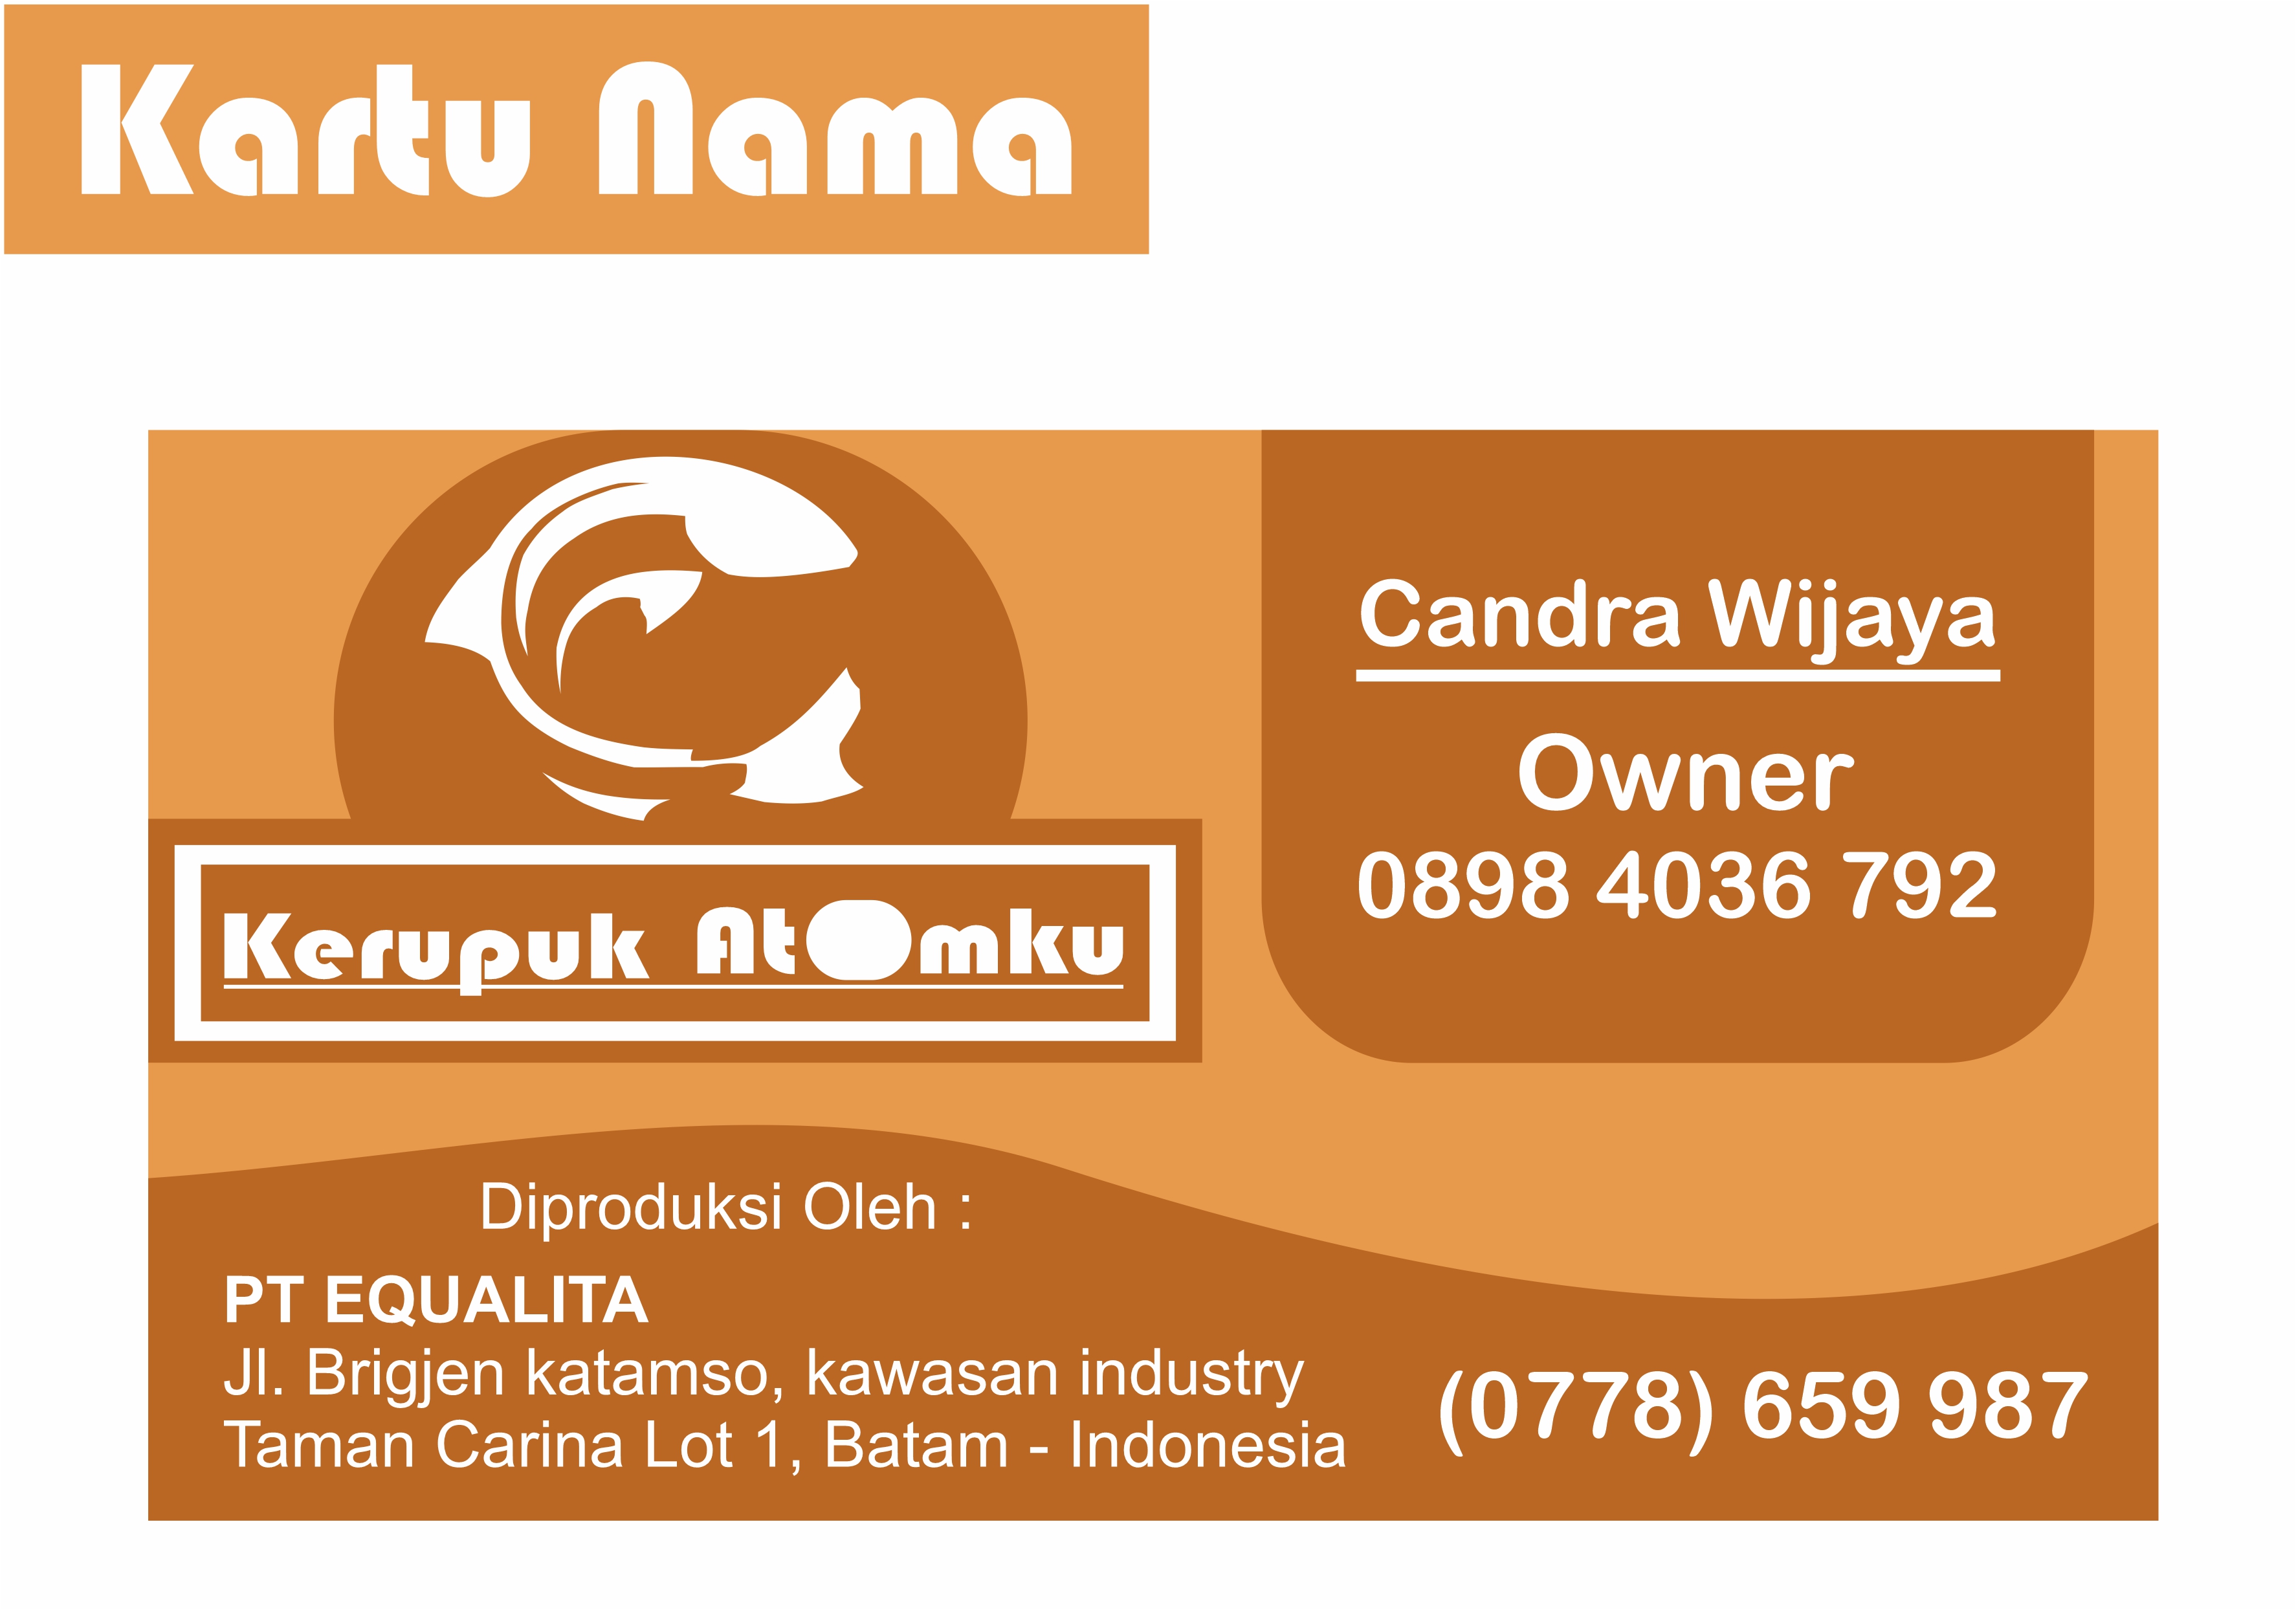 Kartu Nama
Kerupuk AtOmku
Candra Wijaya
Owner
0898 4036 792
Diproduksi Oleh :
PT EQUALITA
Jl. Brigjen katamso, kawasan industry
Taman Carina Lot 1, Batam - Indonesia
(0778) 659 987